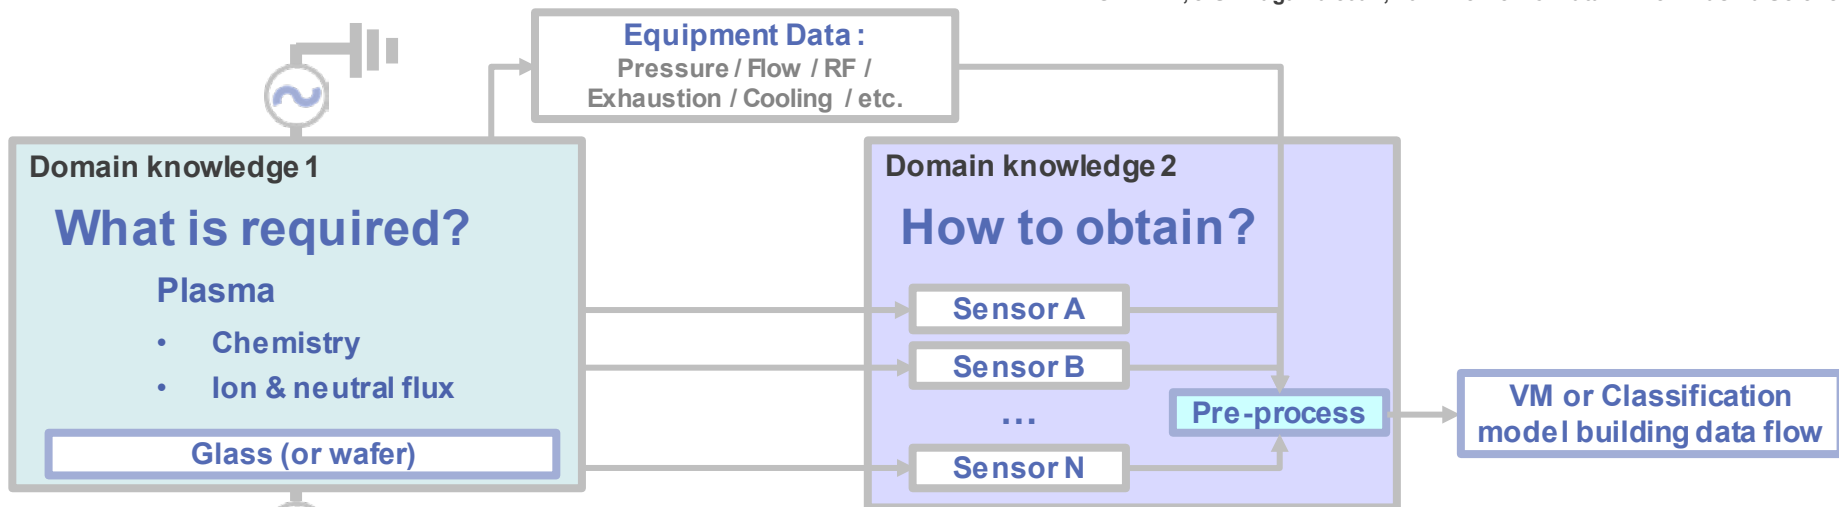 Equipment Data :
Pressure / Flow / RF /
Exhaustion / Cooling / etc.
Domain knowledge 1
What is required?
Plasma
• Chemistry
• Ion & neutral flux
Glass (or wafer)
Domain knowledge 2
How to obtain?
Sensor A
Sensor B
...
Sensor N
Pre-process
VM or Classification
model building data flow